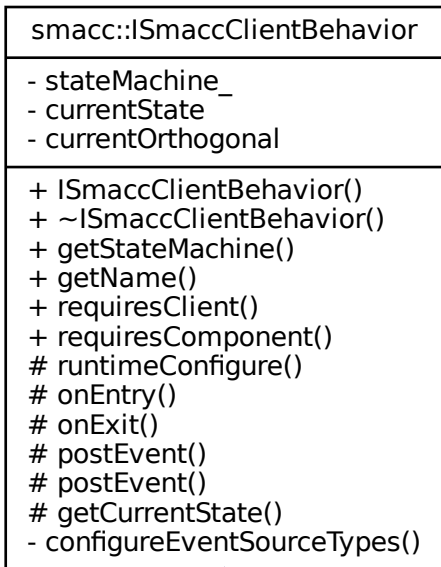 smacc::ISmaccClientBehavior
- stateMachine_
- currentState
- currentOrthogonal
+ ISmaccClientBehavior()
+ ~ISmaccClientBehavior()
+ getStateMachine()
+ getName()
+ requiresClient()
+ requiresComponent()
# runtimeConfigure()
# onEntry()
# onExit()
# postEvent()
# postEvent()
# getCurrentState()
- configureEventSourceTypes()